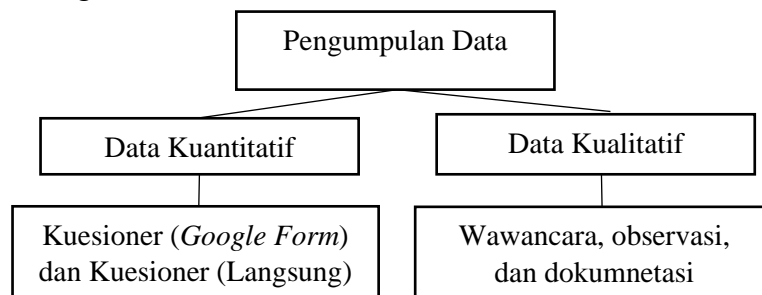 Pengumpulan Data
Data Kuantitatif
Data Kualitatif
Kuesioner (Google Form)
dan Kuesioner (Langsung)
Wawancara, observasi,
dan dokumnetasi